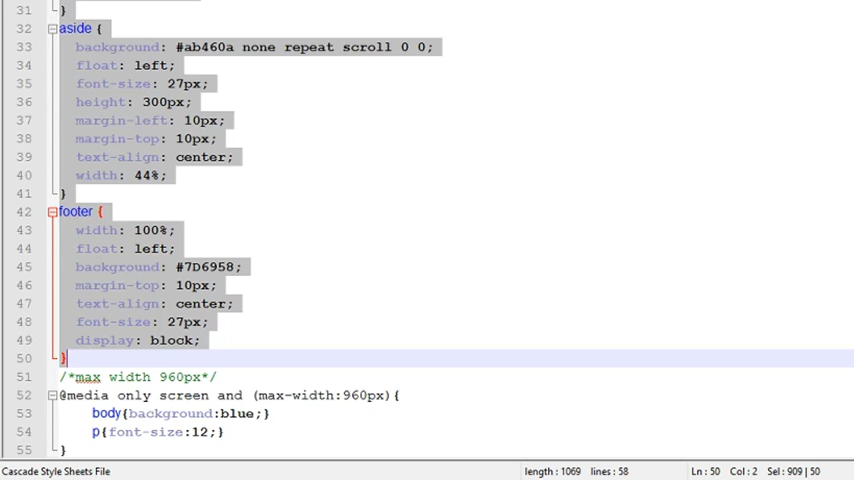 31 }
32 aside {
33 background: #ab460a none repeat scroll 0 0;
34 float: left;
35 font-size: 27px;
36 height: 300px;
37 margin-left: 10px;
38 margin-top: 10px;
39 text-align: center;
40 width: 44%;
41 }
42 footer {
43 width: 100%;
44 float: left;
45 background: #7D6958;
46 margin-top: 10px;
47 text-align: center;
48 font-size: 27px;
49 display: block;
50 }
51 /*max width 960px*/
52 @media only screen and (max-width:960px){
53 body{background:blue;}
54 p{font-size:12;}
55 }
Cascade Style Sheets File length : 1069 lines : 58 Ln : 50 Col : 2 Sel : 909 | 50